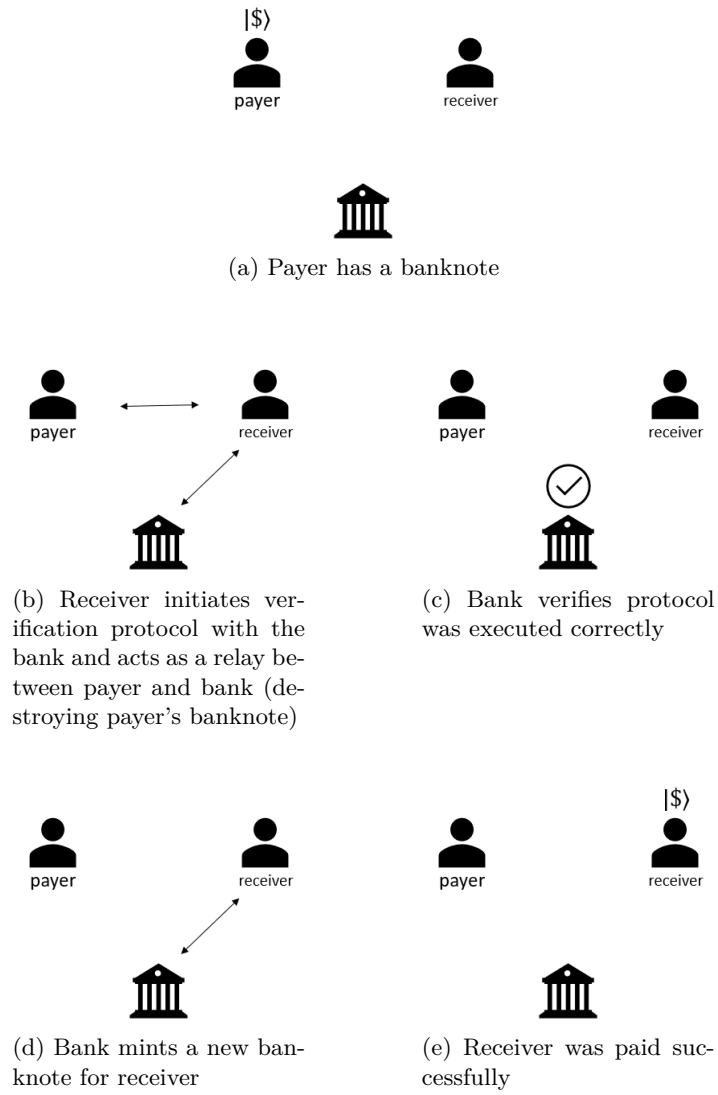 |$⟩
payer
receiver
(a) Payer has a banknote
payer
receiver
(b) Receiver initiates ver-
ification protocol with the
bank and acts as a relay be-
tween payer and bank (de-
stroying payer's banknote)
payer
receiver
(c) Bank verifies protocol
was executed correctly
payer
receiver
(d) Bank mints a new ban-
knote for receiver
|$⟩
payer
receiver
(e) Receiver was paid suc-
cessfully